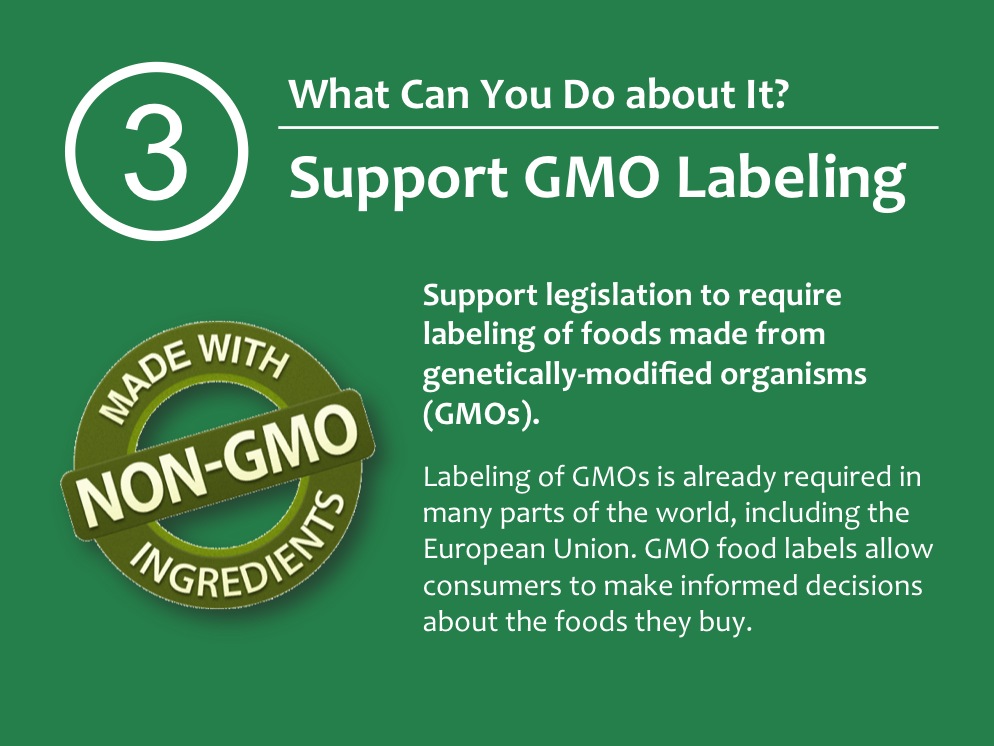 3
What Can You Do about It?
Support GMO Labeling
Support legislation to require
labeling of foods made from
genetically-modified organisms
(GMOs).
MADE WITH
NON-GMO
INGREDIENTS
Labeling of GMOs is already required in
many parts of the world, including the
European Union. GMO food labels allow
consumers to make informed decisions
about the foods they buy.